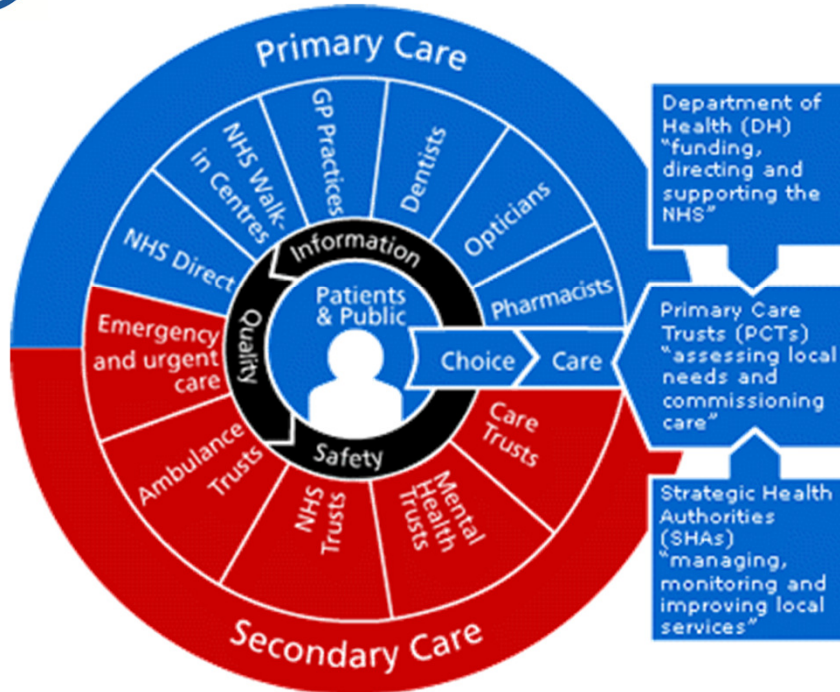 Primary Care
NHS Direct
NHS Walk-
in Centres
GP Practices
Dentists
Opticians
Pharmacists
Information
Quality
Safety
Patients
& Public
Choice
Care
Emergency
and urgent
care
Ambulance
Trusts
NHS
Trusts
Mental
Health
Trusts
Care
Trusts
Secondary Care
Department of
Health (DH)
"funding,
directing and
supporting the
NHS"
Primary Care
Trusts (PCTs)
"assessing local
needs and
commissioning
care"
Strategic Health
Authorities
(SHAs)
"managing,
monitoring and
improving local
services"